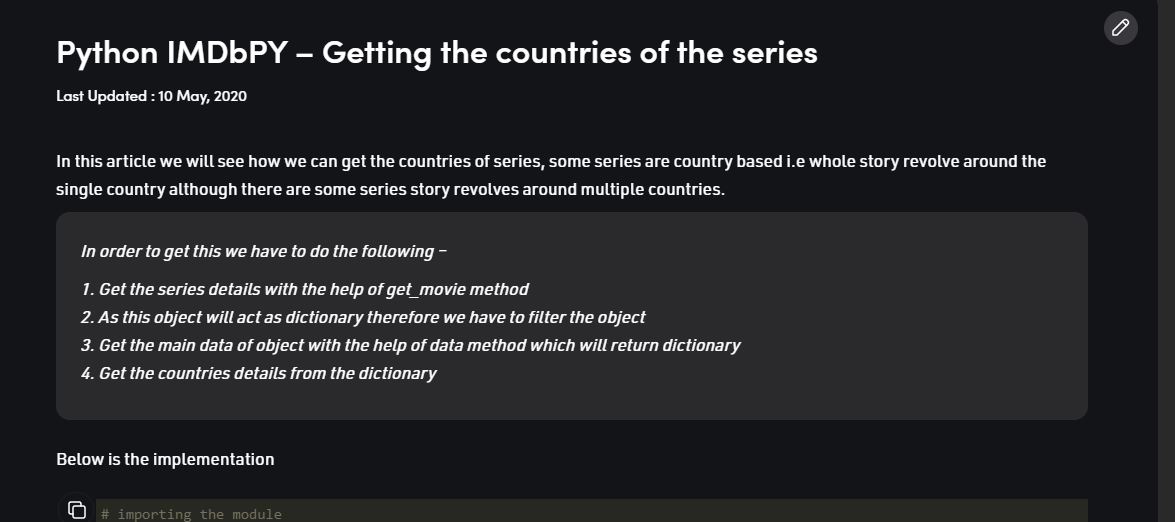 Python IMDbPY – Getting the countries of the series
Last Updated : 10 May, 2020
In this article we will see how we can get the countries of series, some series are country based i.e whole story revolve around the
single country although there are some series story revolves around multiple countries.
In order to get this we have to do the following –
1. Get the series details with the help of get_movie method
2. As this object will act as dictionary therefore we have to filter the object
3. Get the main data of object with the help of data method which will return dictionary
4. Get the countries details from the dictionary
Below is the implementation
# importing the module